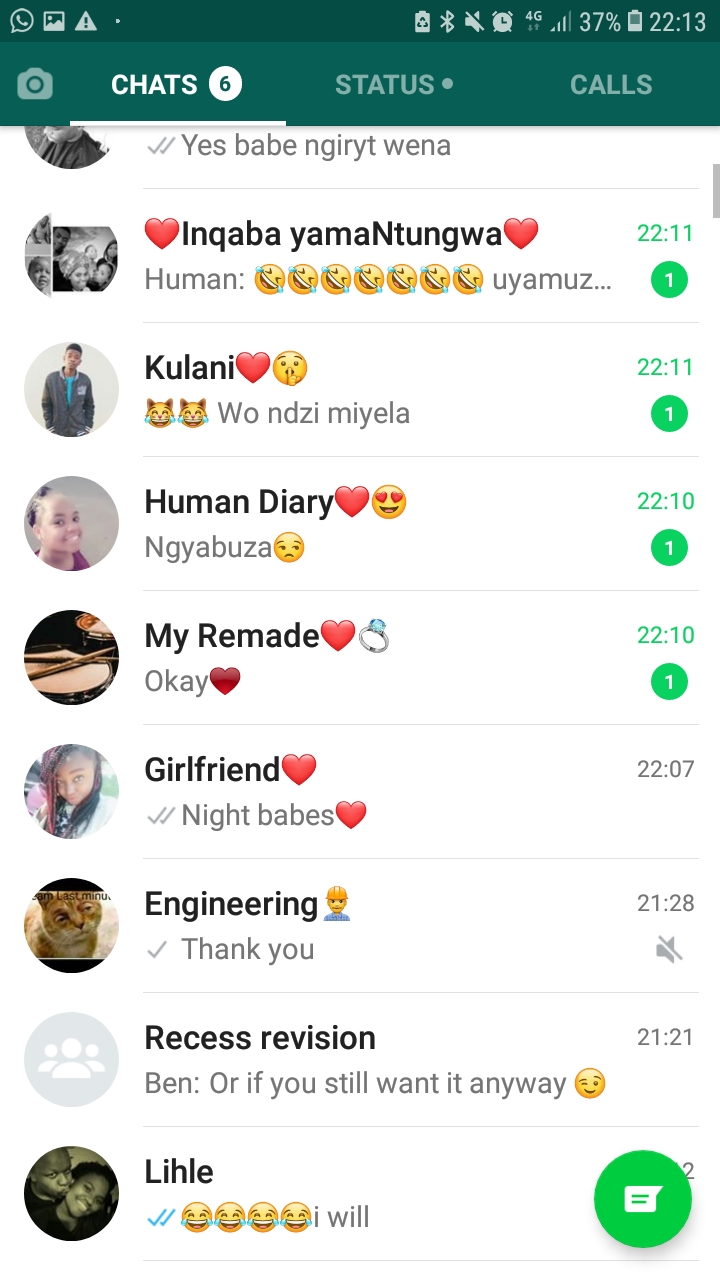 4G 37% 22:13
CHATS 6 STATUS CALLS
Yes babe ngiryt wena
❤️Inqaba yamaNtungwa❤️ 22:11
Human: 🤣🤣🤣🤣🤣🤣🤣 uyamuz... 1
Kulani❤️🤫 22:11
😹😹 Wo ndzi miyela 1
Human Diary❤️😍 22:10
Ngyabuza😒 1
My Remade❤️💍 22:10
Okay♥️ 1
Girlfriend❤️ 22:07
Night babes❤️
Engineering👷‍♂️ 21:28
Thank you
Recess revision 21:21
Ben: Or if you still want it anyway 😉
Lihle
😂😂😂😂i will